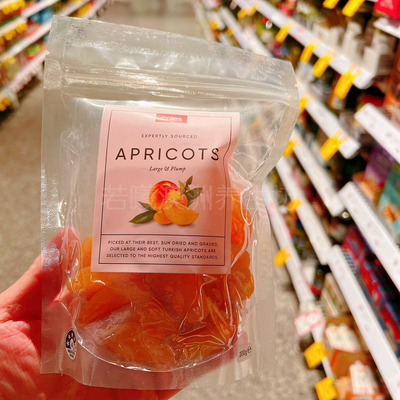 EXPERTLY SOURCED
APRICOTS
Large & Plump
PICKED AT THEIR BEST, SUN DRIED AND GRADED,
OUR LARGE AND SOFT TURKISH APRICOTS ARE
SELECTED TO THE HIGHEST QUALITY STANDARDS.
200g e